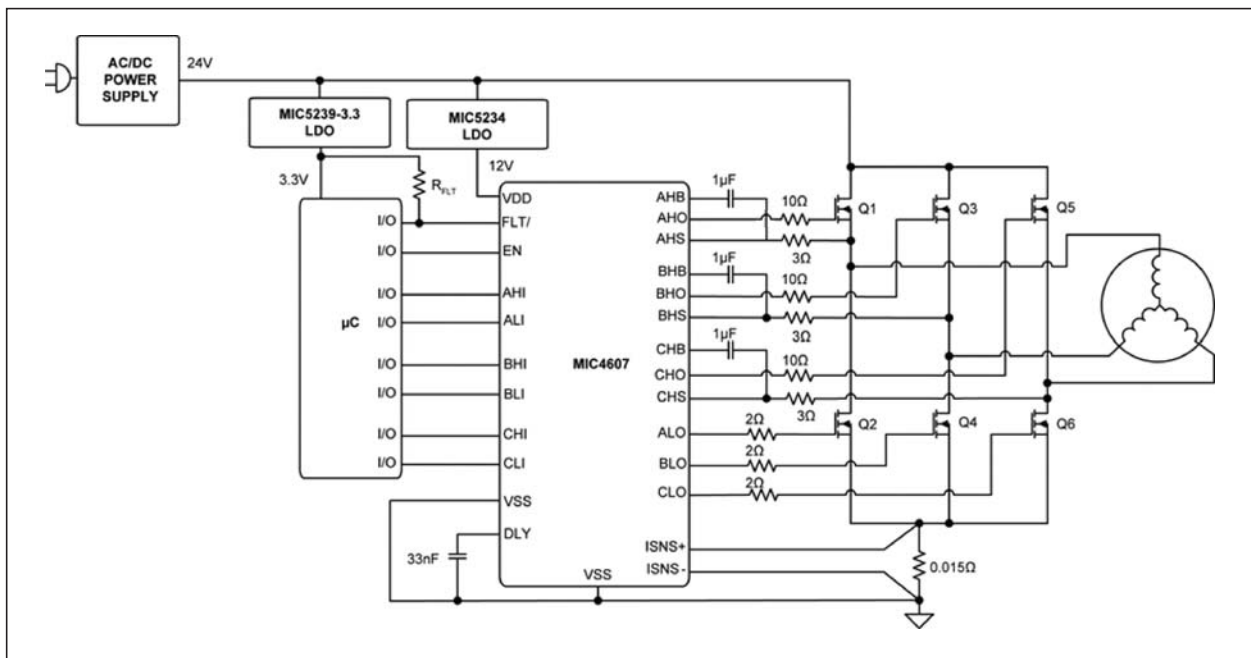 AC/DC
POWER
SUPPLY
24V
MIC5239-3.3
LDO
MIC5234
LDO
3.3V
R_FLT
12V
µC
I/O
I/O
I/O
I/O
I/O
I/O
I/O
I/O
MIC4607
VDD
FLT/
EN
AHI
ALI
BHI
BLI
CHI
CLI
VSS
DLY
VSS
33nF
AHB
AHO
AHS
BHB
BHO
BHS
CHB
CHO
CHS
ALO
BLO
CLO
ISNS+
ISNS-
1µF
10Ω
3Ω
1µF
10Ω
3Ω
1µF
10Ω
3Ω
2Ω
2Ω
2Ω
Q1
Q3
Q5
Q2
Q4
Q6
0.015Ω